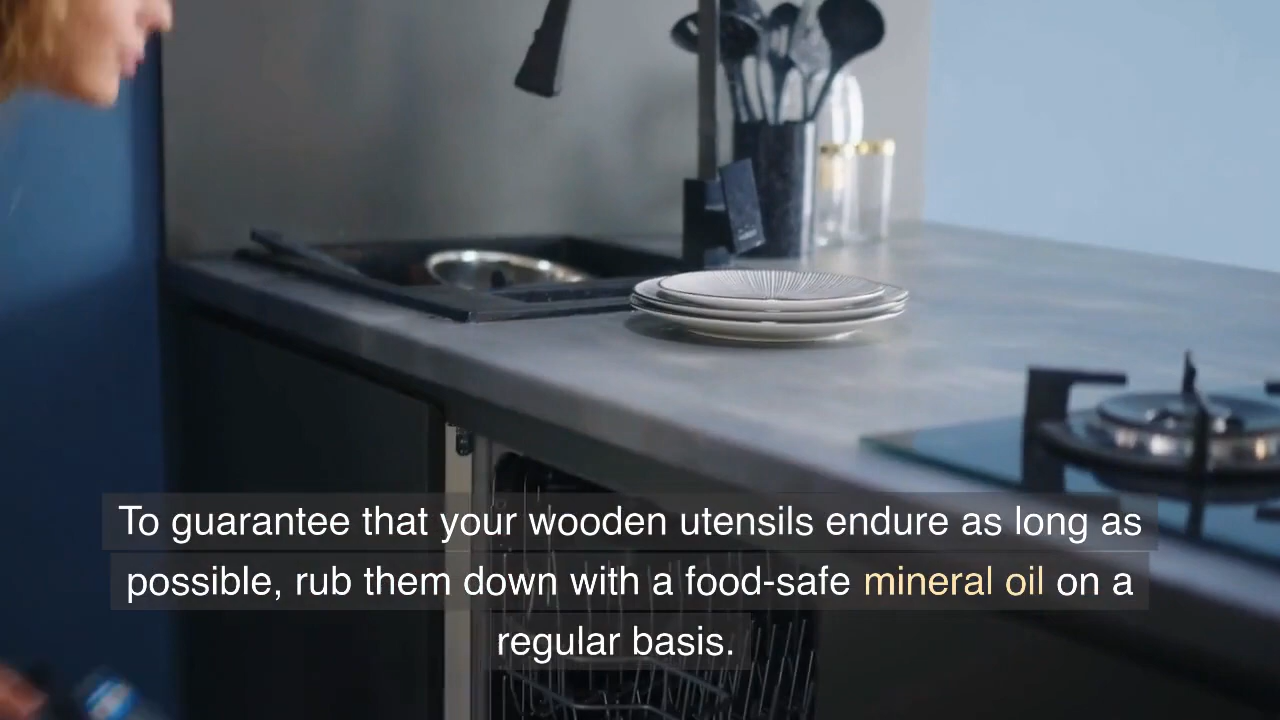 To guarantee that your wooden utensils endure as long as
possible, rub them down with a food-safe mineral oil on a
regular basis.